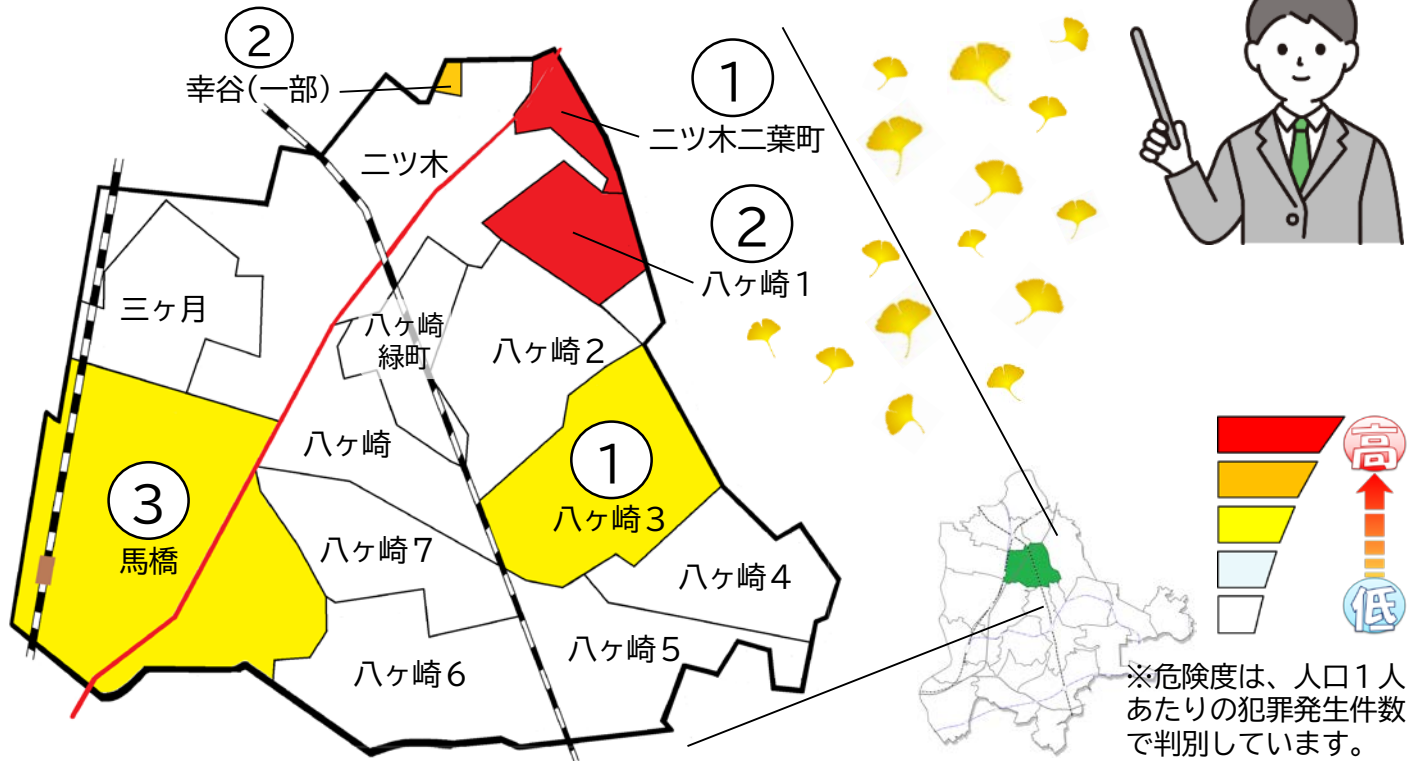 ②
幸谷(一部)
①
二ツ木二葉町
二ツ木
②
八ヶ崎1
三ヶ月
八ヶ崎
緑町
八ヶ崎2
八ヶ崎
①
八ヶ崎3
③
馬橋
八ヶ崎7
八ヶ崎4
八ヶ崎5
八ヶ崎6
高
低
※危険度は、人口1人
あたりの犯罪発生件数
で判別しています。